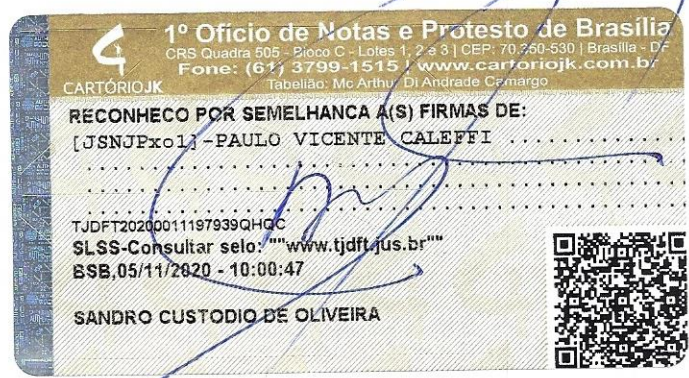 1º Ofício de Notas e Protesto de Brasília
CRS Quadra 505 - Bloco C - Lotes 1, 2 e 3 | CEP: 70.350-530 | Brasília - DF
Fone: (61) 3799-1515 | www.cartoriojk.com.br
Tabelião: Mc Arthur Di Andrade Camargo
CARTÓRIOJK
RECONHECO POR SEMELHANCA A(S) FIRMAS DE:
[JSNJPxo1]-PAULO VICENTE CALEFFI ..............
TJDFT20200011197939QHQC
SLSS-Consultar selo: ""www.tjdft.jus.br""
BSB,05/11/2020 - 10:00:47
SANDRO CUSTODIO DE OLIVEIRA